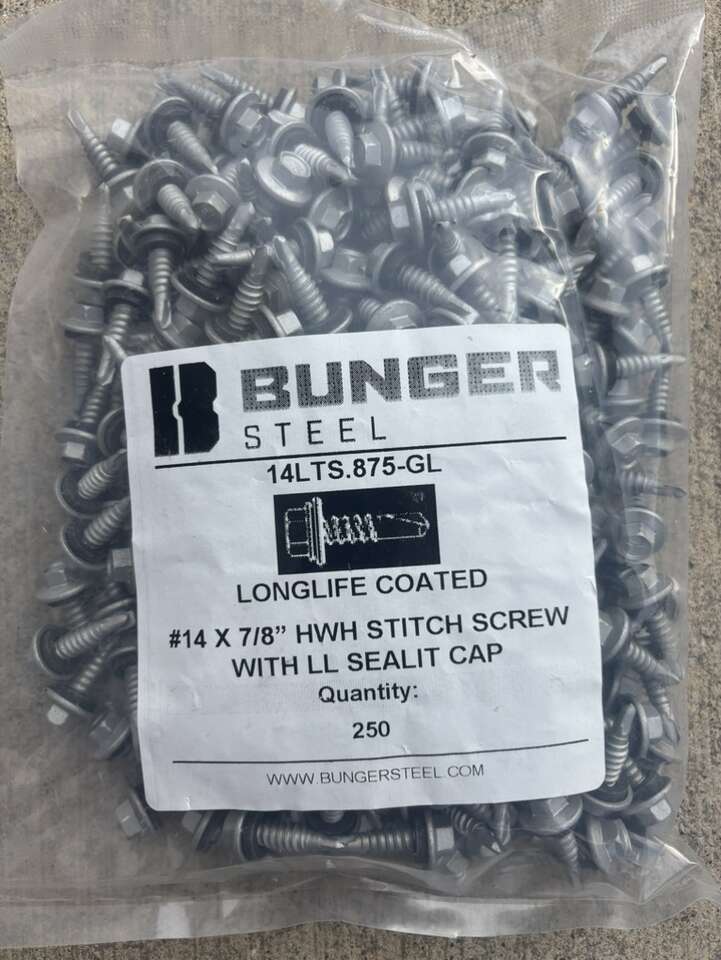 BUNGER
STEEL
14LTS.875-GL
LONGLIFE COATED
#14 X 7/8” HWH STITCH SCREW
WITH LL SEALIT CAP
Quantity:
250
WWW.BUNGERSTEEL.COM